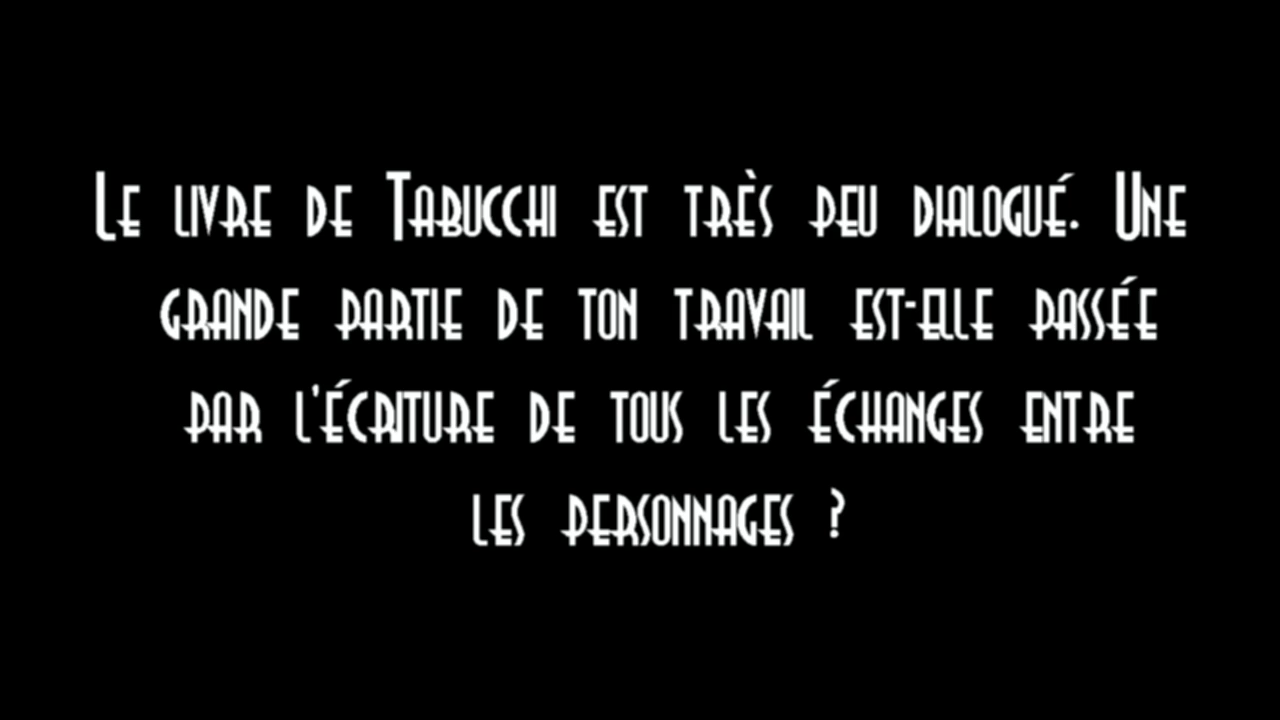 Le livre de Tabucchi est très peu dialogué. Une
grande partie de ton travail est-elle passée
par l'écriture de tous les échanges entre
les personnages ?